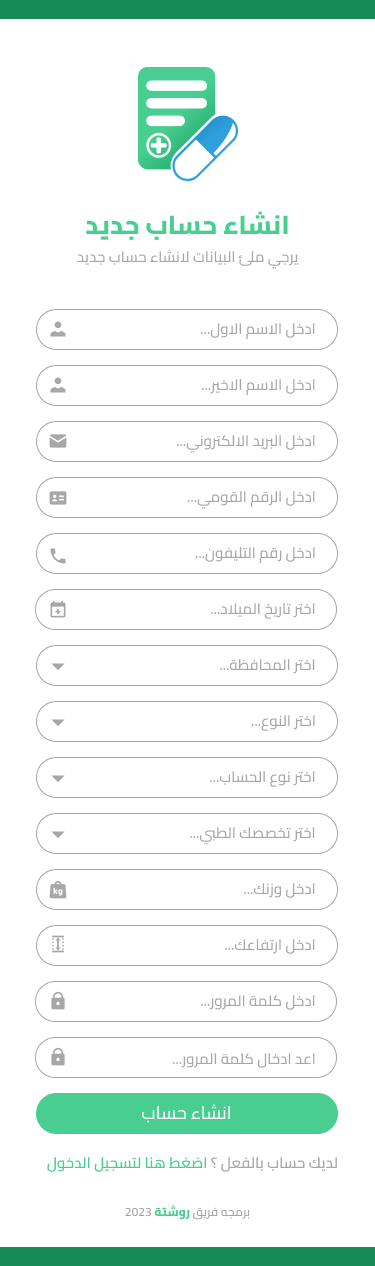 انشاء حساب جديد
يرجي ملئ البيانات لانشاء حساب جديد
ادخل الاسم الاول...
ادخل الاسم الاخير...
ادخل البريد الالكتروني...
ادخل الرقم القومي...
ادخل رقم التليفون...
اختر تاريخ الميلاد...
اختر المحافظة...
اختر النوع...
اختر نوع الحساب...
اختر تخصصك الطبي...
ادخل وزنك...
kg
ادخل ارتفاعك...
ادخل كلمة المرور...
اعد ادخال كلمة المرور...
انشاء حساب
لديك حساب بالفعل ؟ اضغط هنا لتسجيل الدخول
برمجه فريق روشتة 2023